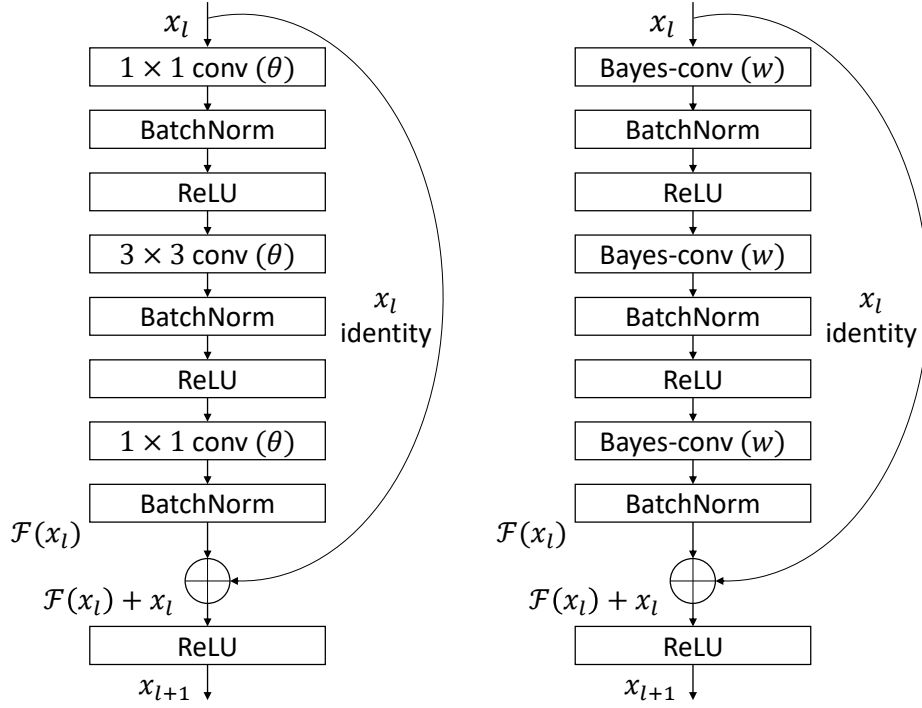 x_l
1 × 1 conv (θ)
BatchNorm
ReLU
3 × 3 conv (θ)
BatchNorm
x_l
identity
ReLU
1 × 1 conv (θ)
BatchNorm
ℱ(x_l)
ℱ(x_l) + x_l
ReLU
x_{l+1}
x_l
Bayes-conv (w)
BatchNorm
ReLU
Bayes-conv (w)
BatchNorm
x_l
identity
ReLU
Bayes-conv (w)
BatchNorm
ℱ(x_l)
ℱ(x_l) + x_l
ReLU
x_{l+1}